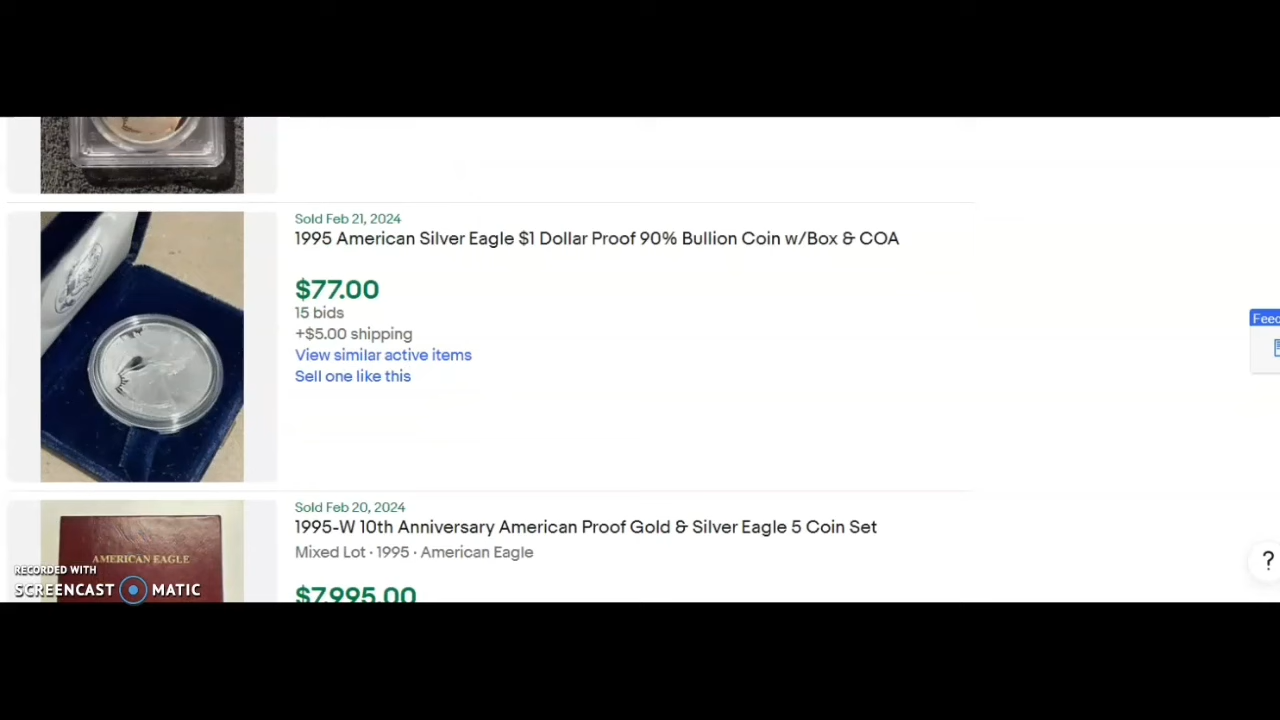 Sold Feb 21, 2024
1995 American Silver Eagle $1 Dollar Proof 90% Bullion Coin w/Box & COA
$77.00
15 bids
+$5.00 shipping
View similar active items
Sell one like this
Feed
Sold Feb 20, 2024
1995-W 10th Anniversary American Proof Gold & Silver Eagle 5 Coin Set
Mixed Lot · 1995 · American Eagle
$7,995.00
AMERICAN EAGLE
RECORDED WITH
SCREENCAST MATIC
?